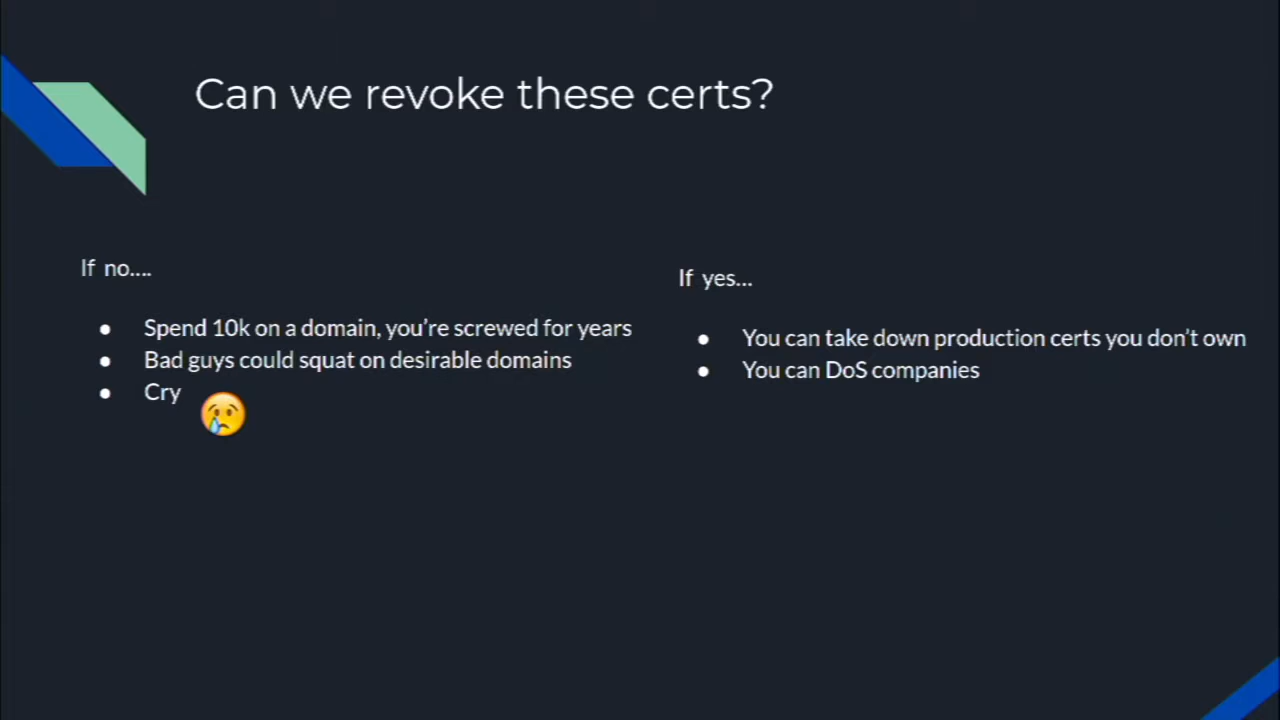 Can we revoke these certs?
If no....
● Spend 10k on a domain, you're screwed for years
● Bad guys could squat on desirable domains
● Cry
If yes...
● You can take down production certs you don't own
● You can DoS companies